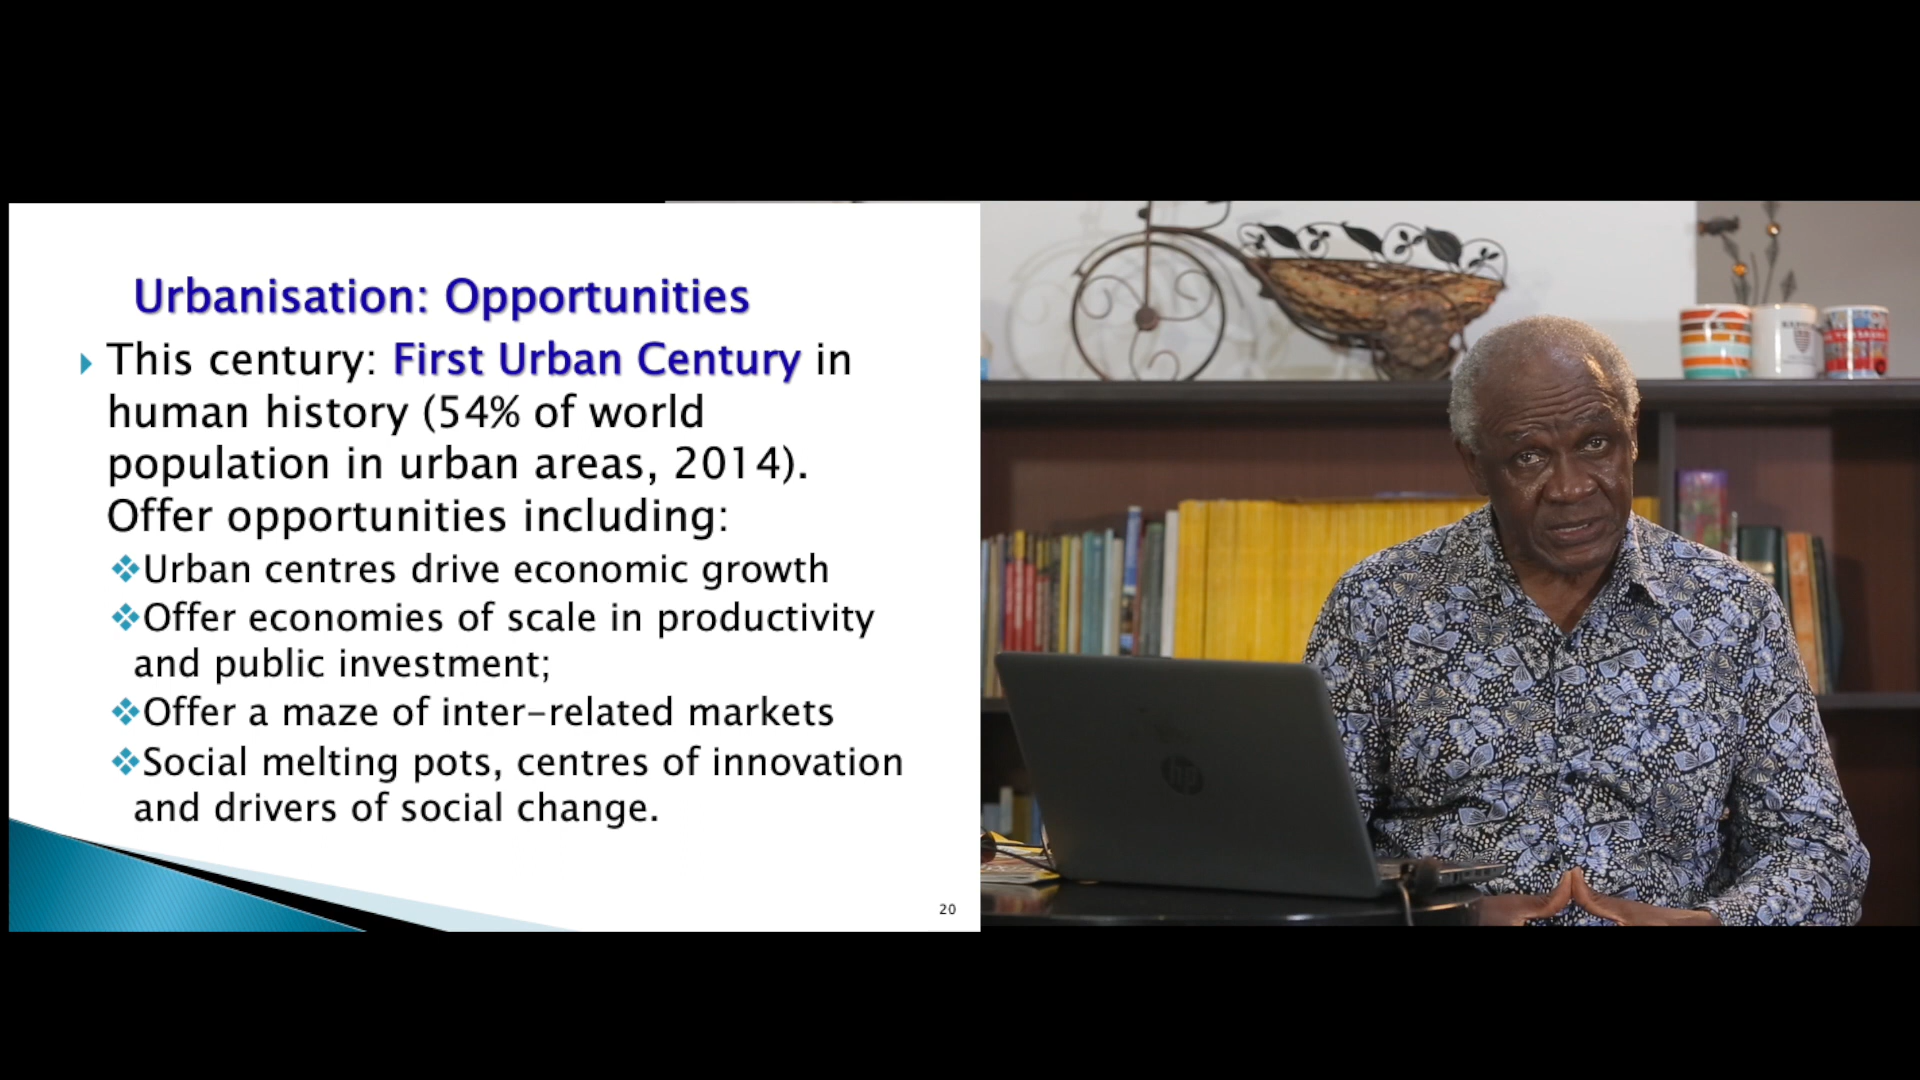 Urbanisation: Opportunities
This century: First Urban Century in
human history (54% of world
population in urban areas, 2014).
Offer opportunities including:
❖Urban centres drive economic growth
❖Offer economies of scale in productivity
and public investment;
❖Offer a maze of inter-related markets
❖Social melting pots, centres of innovation
and drivers of social change.
20
hp